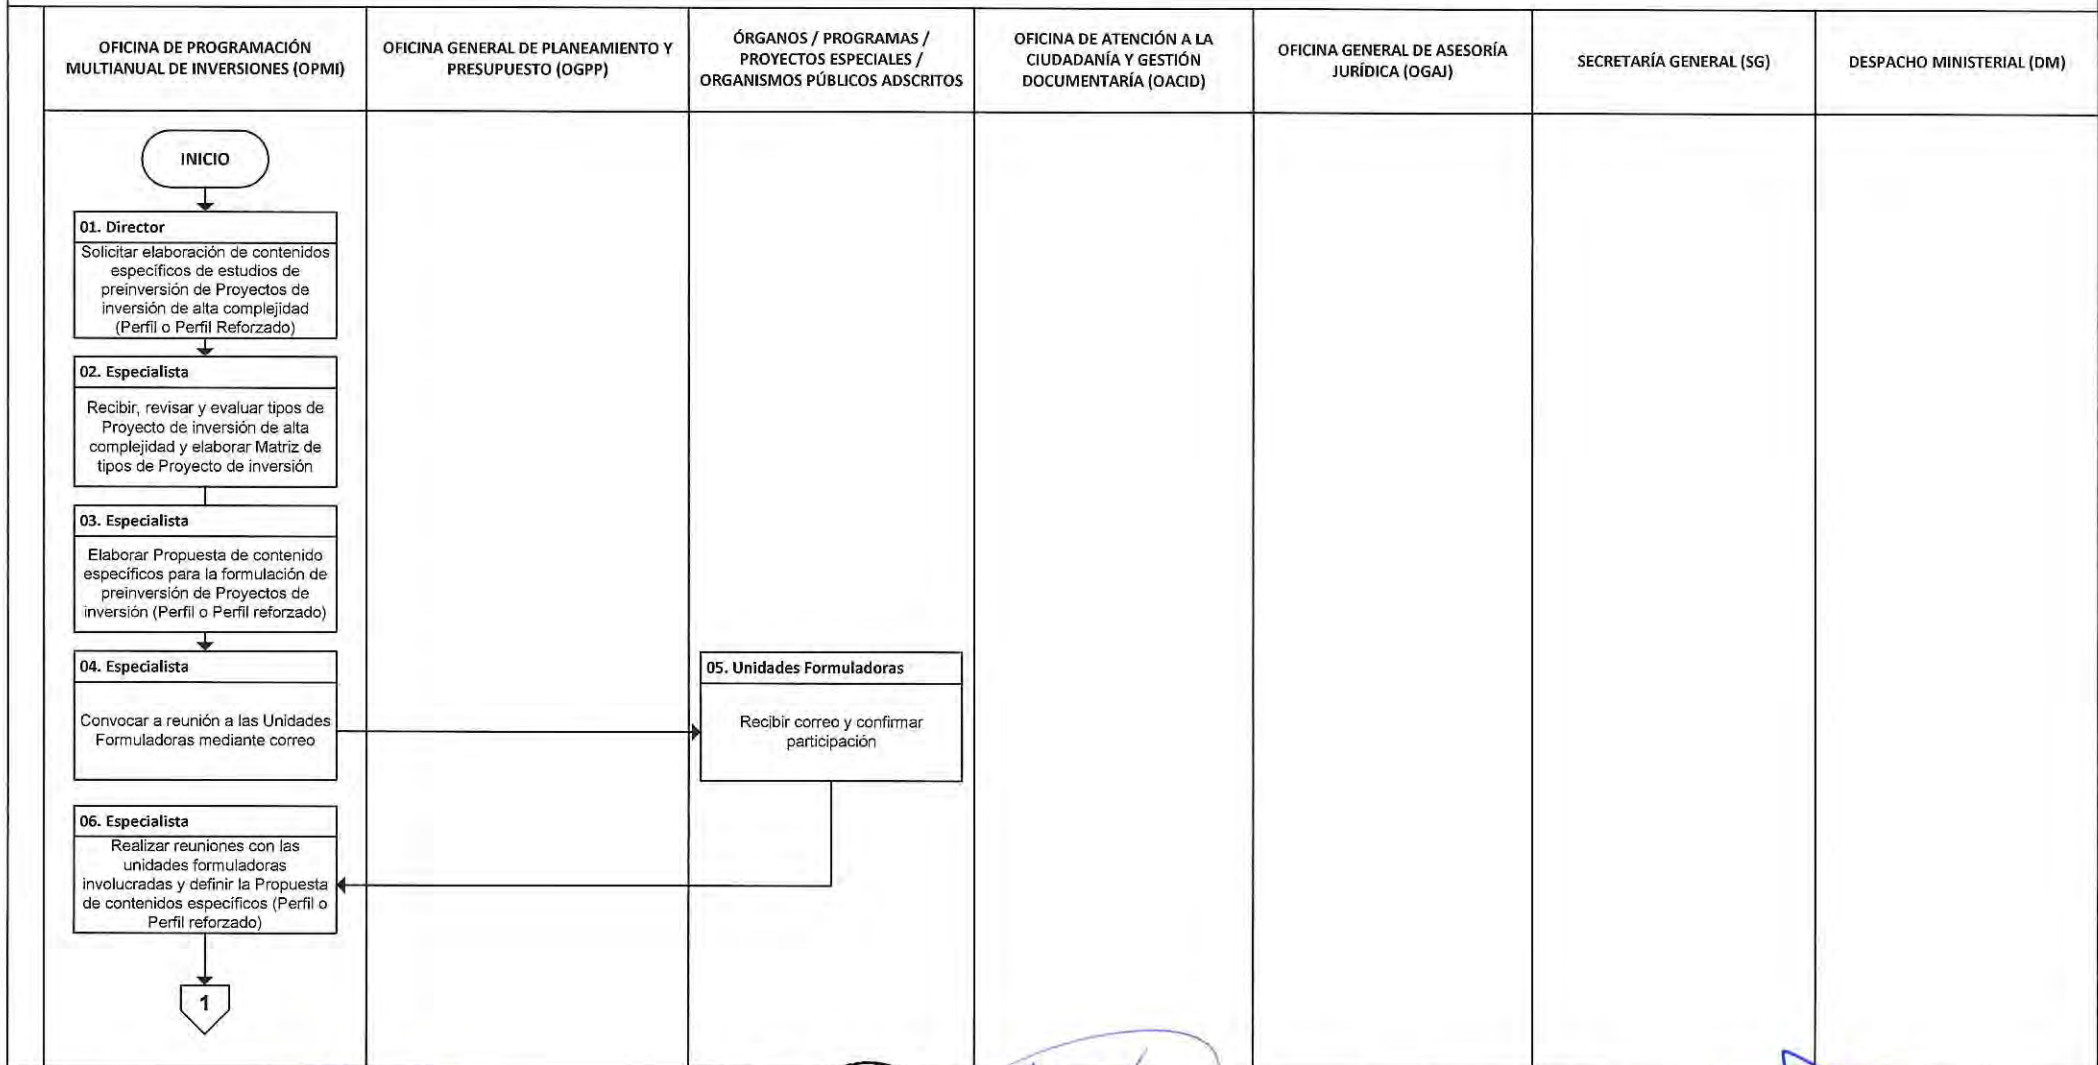 OFICINA DE PROGRAMACIÓN
MULTIANUAL DE INVERSIONES (OPMI)
OFICINA GENERAL DE PLANEAMIENTO Y
PRESUPUESTO (OGPP)
ÓRGANOS / PROGRAMAS /
PROYECTOS ESPECIALES /
ORGANISMOS PÚBLICOS ADSCRITOS
OFICINA DE ATENCIÓN A LA
CIUDADANÍA Y GESTIÓN
DOCUMENTARÍA (OACID)
OFICINA GENERAL DE ASESORÍA
JURÍDICA (OGAJ)
SECRETARÍA GENERAL (SG)
DESPACHO MINISTERIAL (DM)
INICIO
01. Director
Solicitar elaboración de contenidos
específicos de estudios de
preinversión de Proyectos de
inversión de alta complejidad
(Perfil o Perfil Reforzado)
02. Especialista
Recibir, revisar y evaluar tipos de
Proyecto de inversión de alta
complejidad y elaborar Matriz de
tipos de Proyecto de inversión
03. Especialista
Elaborar Propuesta de contenido
específicos para la formulación de
preinversión de Proyectos de
inversión (Perfil o Perfil reforzado)
04. Especialista
Convocar a reunión a las Unidades
Formuladoras mediante correo
05. Unidades Formuladoras
Recibir correo y confirmar
participación
06. Especialista
Realizar reuniones con las
unidades formuladoras
involucradas y definir la Propuesta
de contenidos específicos (Perfil o
Perfil reforzado)
1